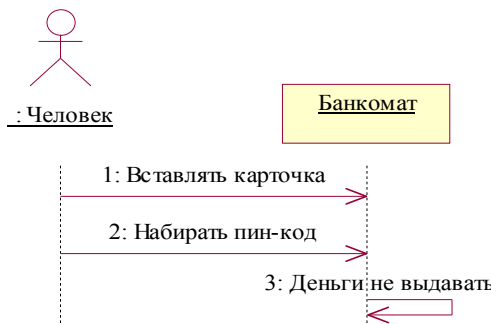 : Человек
Банкомат
1: Вставлять карточка
2: Набирать пин-код
3: Деньги не выдавать